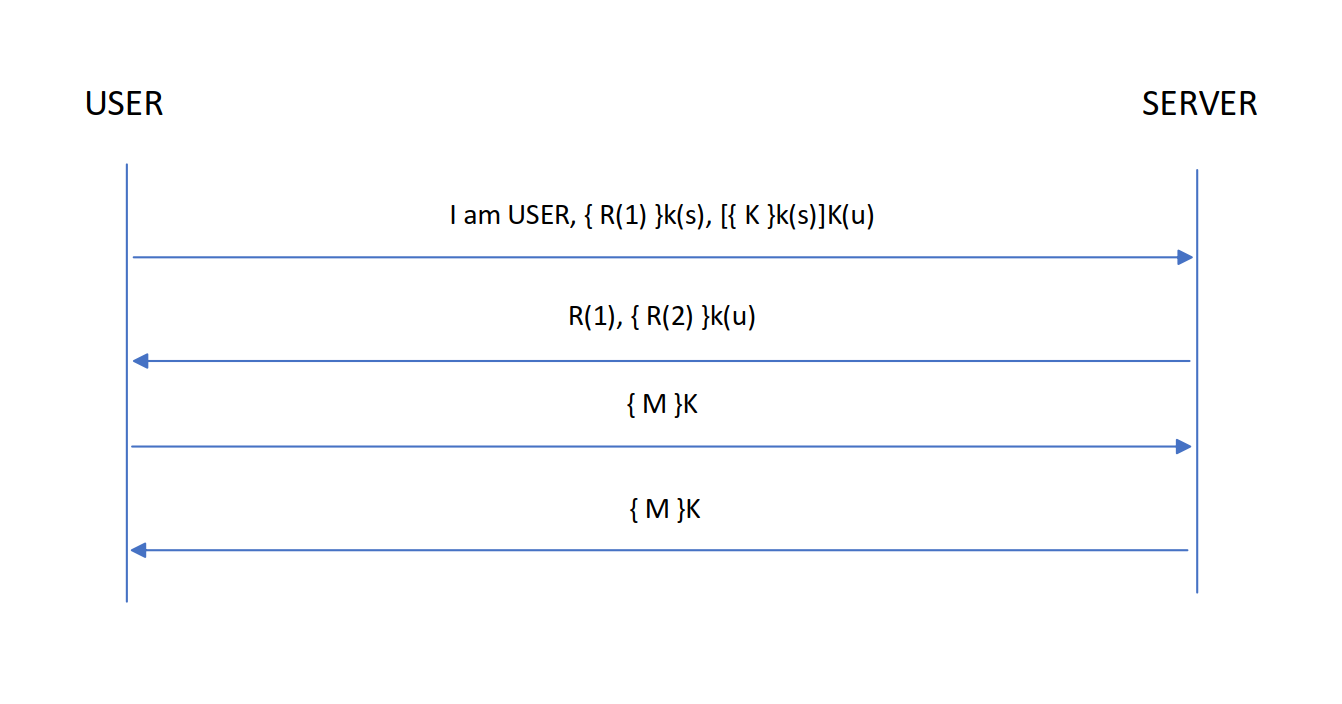 USER
SERVER
I am USER, { R(1) }k(s), [{ K }k(s)]K(u)
R(1), { R(2) }k(u)
{ M }K
{ M }K